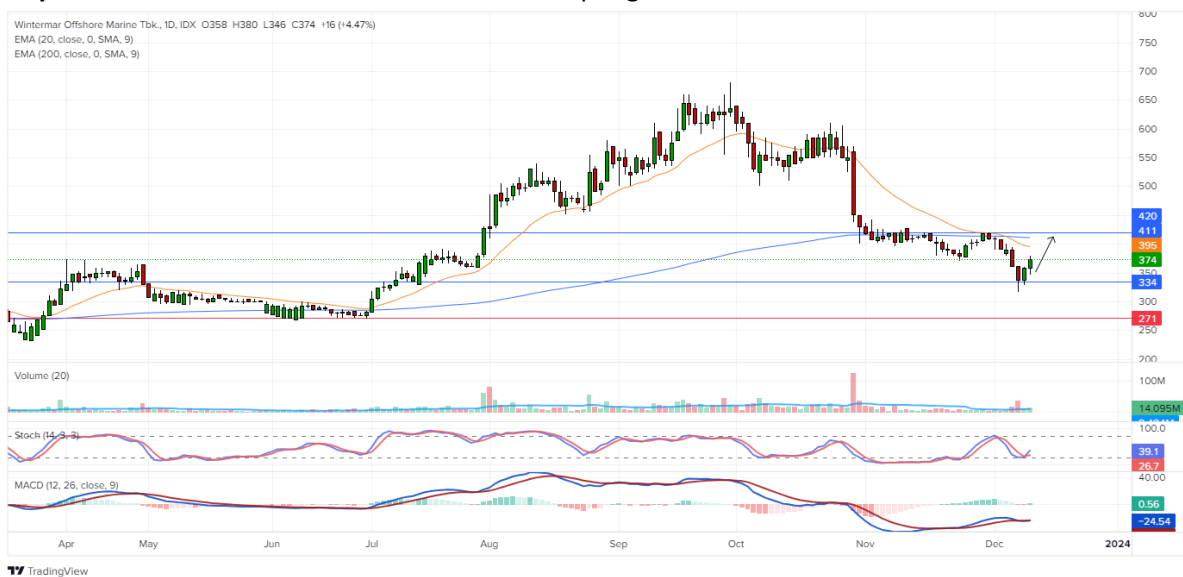 Wintermar Offshore Marine Tbk., 1D, IDX O358 H380 L346 C374 +16 (+4.47%)
EMA (20, close, 0, SMA, 9)
EMA (200, close, 0, SMA, 9)
800
750
700
650
600
550
500
420
411
395
374
350
334
300
271
250
200
Volume (20)
100M
14.095M
Stoch (14, 3, 3)
100.0
39.1
26.7
MACD (12, 26, close, 9)
40.00
0.56
−24.54
Apr May Jun Jul Aug Sep Oct Nov Dec 2024
TradingView